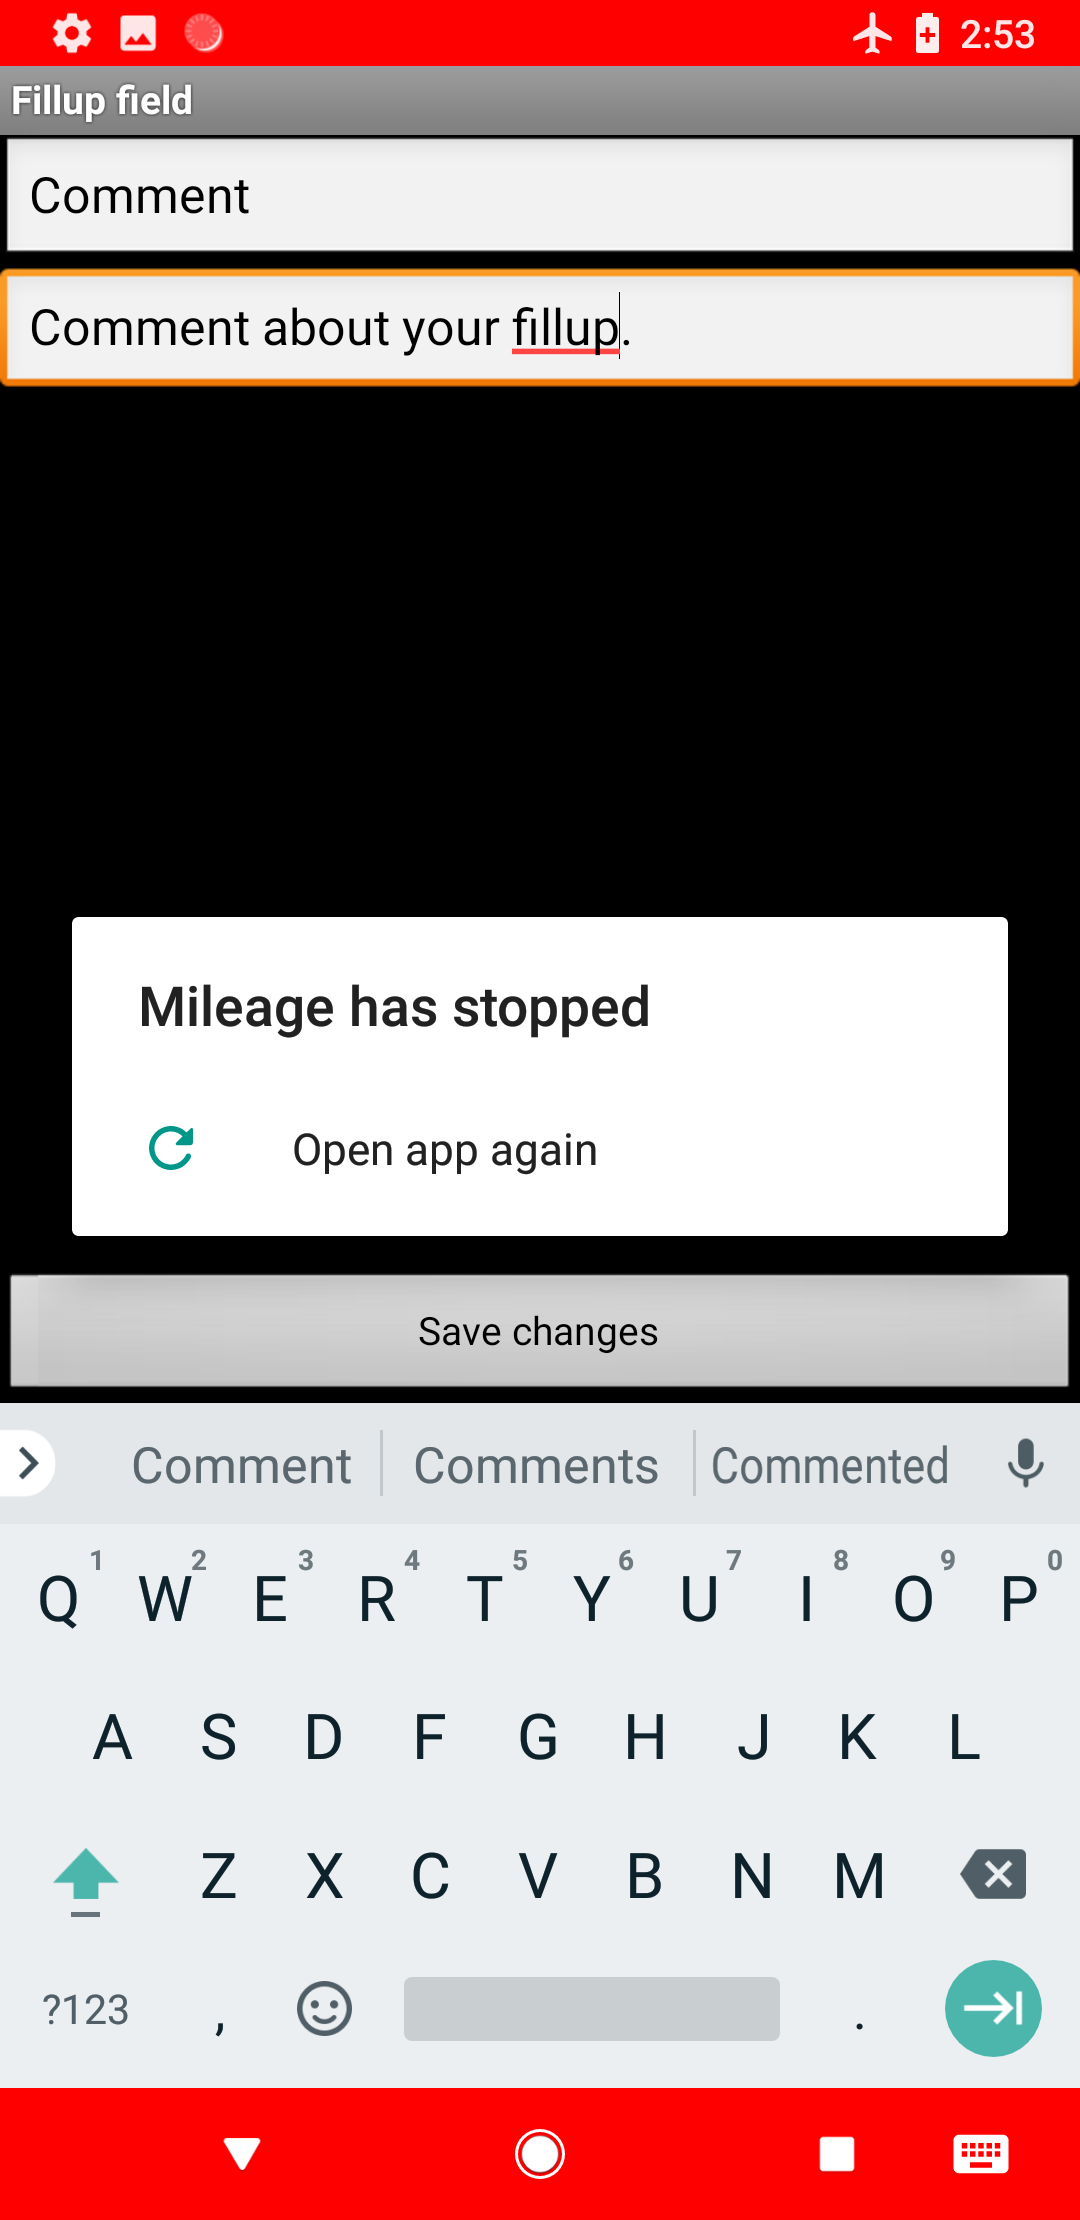 2:53
Fillup field
Comment
Comment about your fillup.
Mileage has stopped
Open app again
Save changes
Comment Comments Commented
1 2 3 4 5 6 7 8 9 0
Q W E R T Y U I O P
A S D F G H J K L
Z X C V B N M
?123 , .